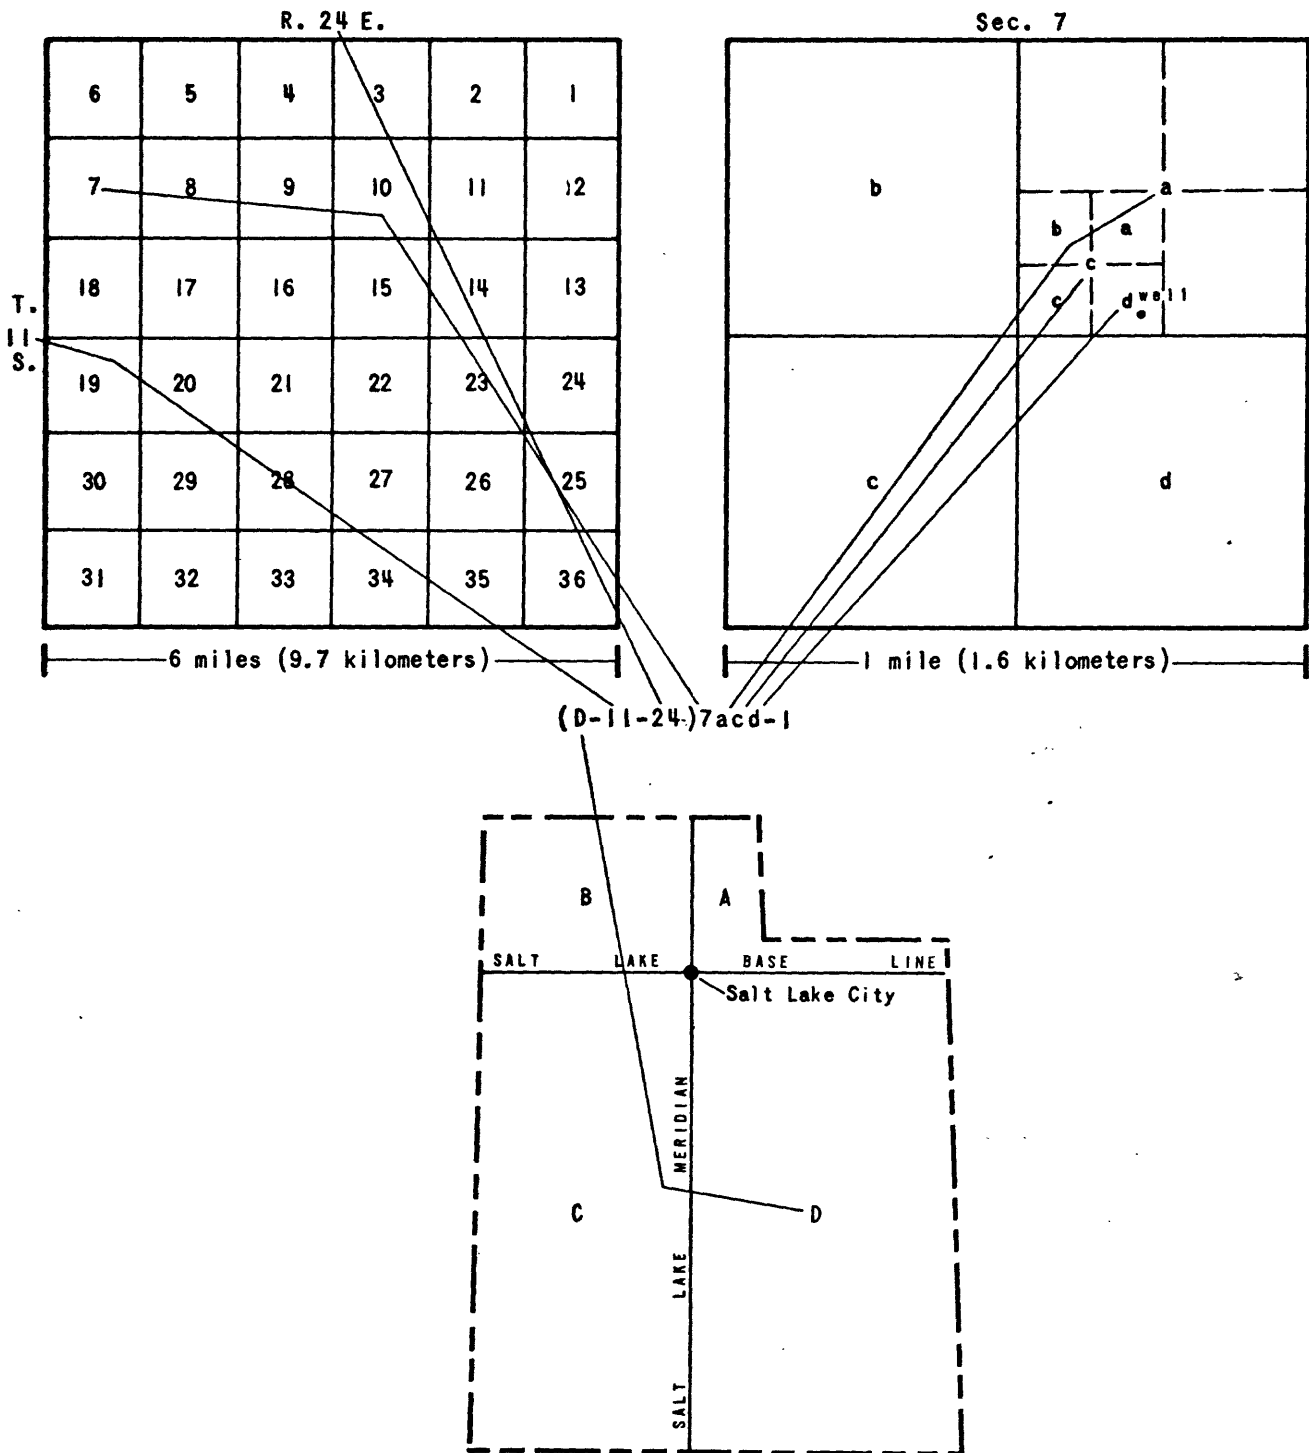 R. 24 E.
Sec. 7
6 5 4 3 2 1
7 8 9 10 11 12
18 17 16 15 14 13
T.
11
S.
19 20 21 22 23 24
30 29 28 27 26 25
31 32 33 34 35 36
b
a
b a
c
c d well
c d
6 miles (9.7 kilometers)
1 mile (1.6 kilometers)
(D-11-24)7acd-1
B A
SALT LAKE BASE LINE
Salt Lake City
SALT LAKE MERIDIAN
C D